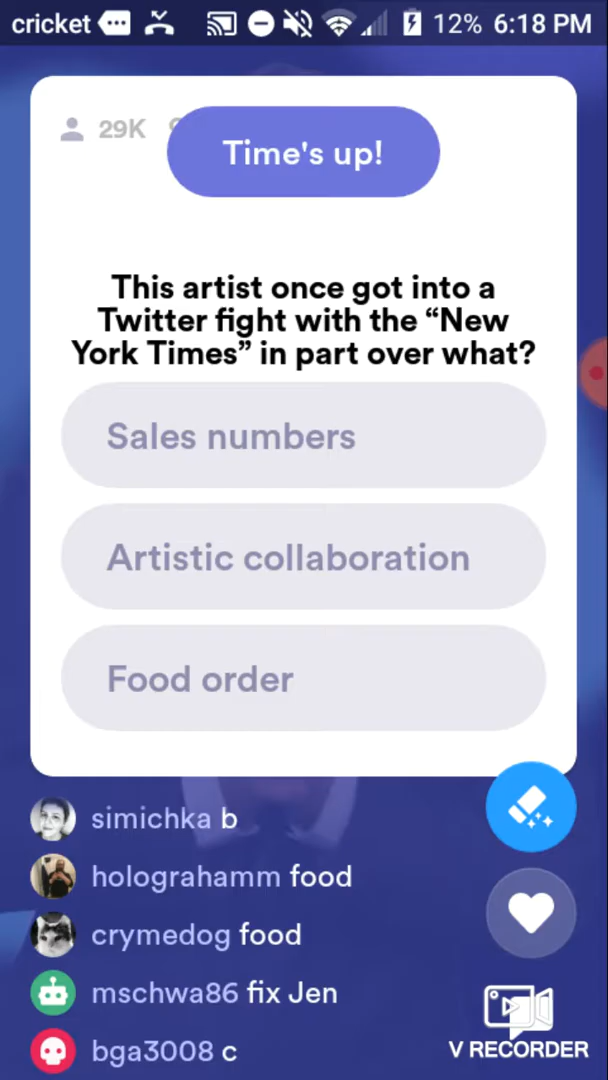 cricket 12% 6:18 PM
29K
Time's up!
This artist once got into a
Twitter fight with the “New
York Times” in part over what?
Sales numbers
Artistic collaboration
Food order
simichka b
holograhamm food
crymedog food
mschwa86 fix Jen
bga3008 c
V RECORDER